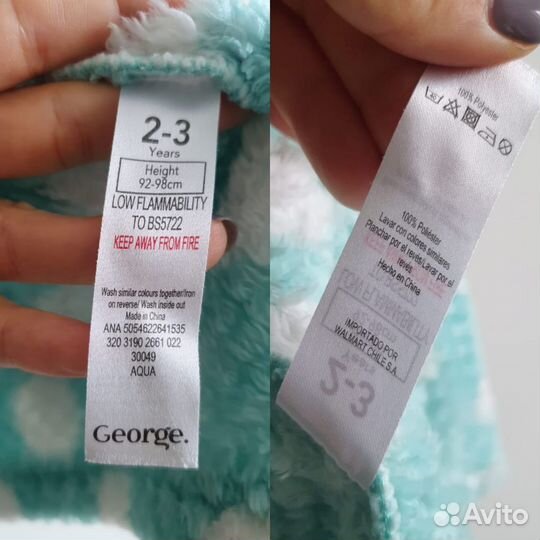 2-3
Years
Height
92-98cm
LOW FLAMMABILITY
TO BS5722
KEEP AWAY FROM FIRE
Wash similar colours together/Iron
on reverse/ Wash inside out
Made in China
ANA 5054622641535
320 3190 2661 022
30049
AQUA
George.
100% Polyester
100% Poliéster
Lavar con colores similares
Planchar por el revés/Lavar por el
revés
Hecho en China
IMPORTADO POR
WALMART CHILE S.A.
Avito